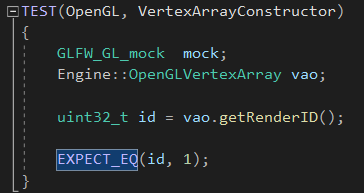 TEST(OpenGL, VertexArrayConstructor)
{
GLFW_GL_mock mock;
Engine::OpenGLVertexArray vao;
uint32_t id = vao.getRenderID();
EXPECT_EQ(id, 1);
}